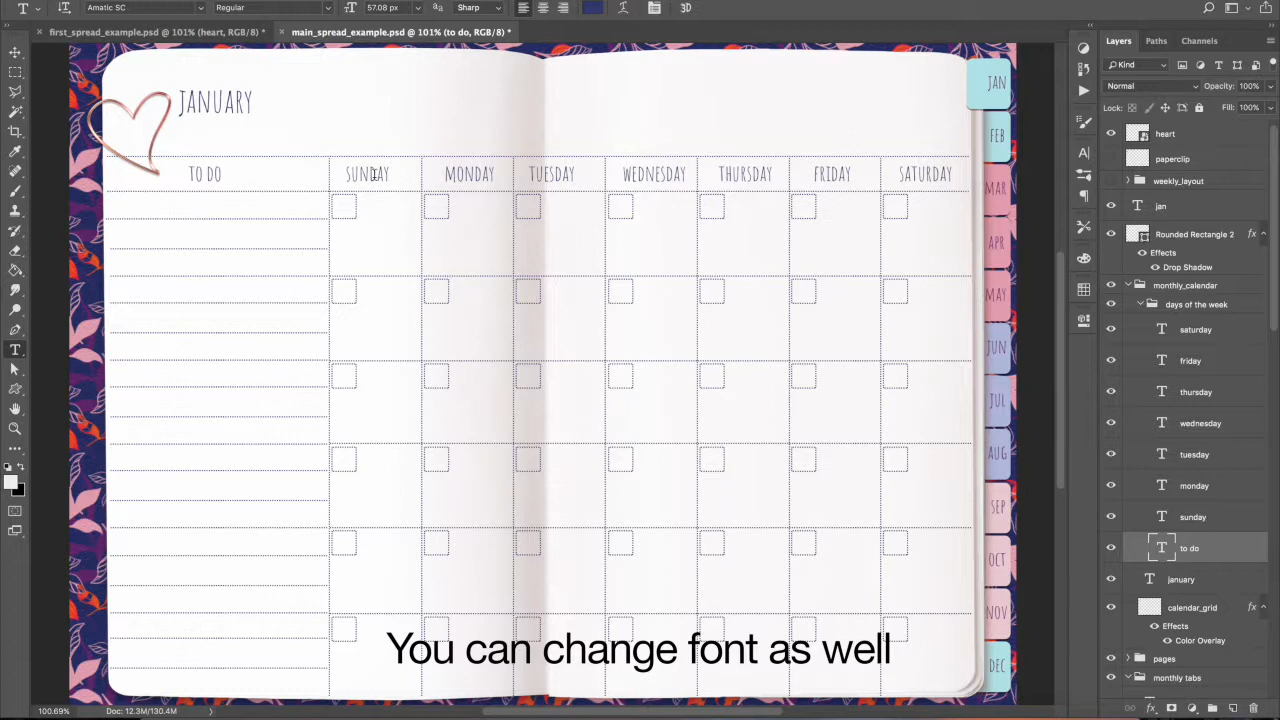 Amatic SC
Regular
57.08 px
Sharp
3D
first_spread_example.psd @ 101% (heart, RGB/8) *
main_spread_example.psd @ 101% (to do, RGB/8) *
Layers
Paths
Channels
Kind
Normal
Opacity: 100%
Lock:
Fill: 100%
heart
paperclip
weekly_layout
jan
Rounded Rectangle 2
fx
Effects
Drop Shadow
monthly_calendar
days of the week
saturday
friday
thursday
wednesday
tuesday
monday
sunday
to do
january
calendar_grid
fx
Effects
Color Overlay
pages
monthly tabs
JANUARY
TO DO
SUNDAY
MONDAY
TUESDAY
WEDNESDAY
THURSDAY
FRIDAY
SATURDAY
JAN
FEB
MAR
APR
MAY
JUN
JUL
AUG
SEP
OCT
NOV
DEC
You can change font as well
100.69%
Doc: 12.3M/130.4M